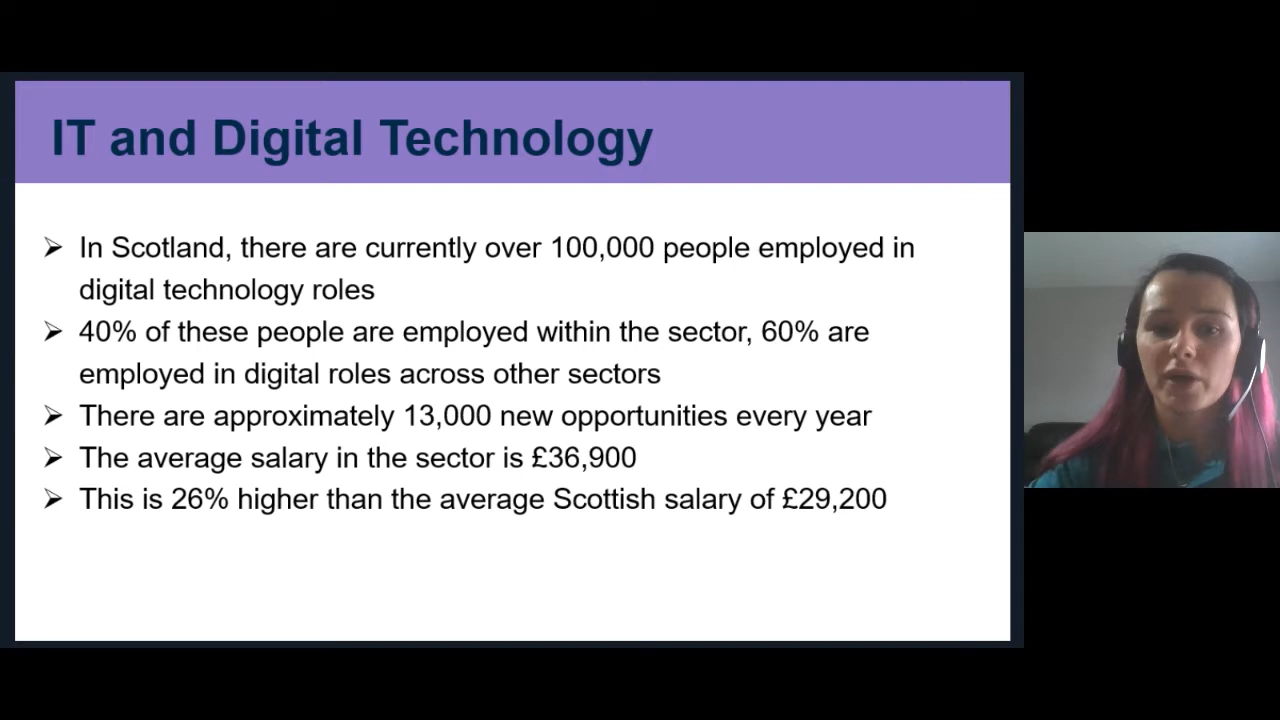 IT and Digital Technology
➢ In Scotland, there are currently over 100,000 people employed in
digital technology roles
➢ 40% of these people are employed within the sector, 60% are
employed in digital roles across other sectors
➢ There are approximately 13,000 new opportunities every year
➢ The average salary in the sector is £36,900
➢ This is 26% higher than the average Scottish salary of £29,200